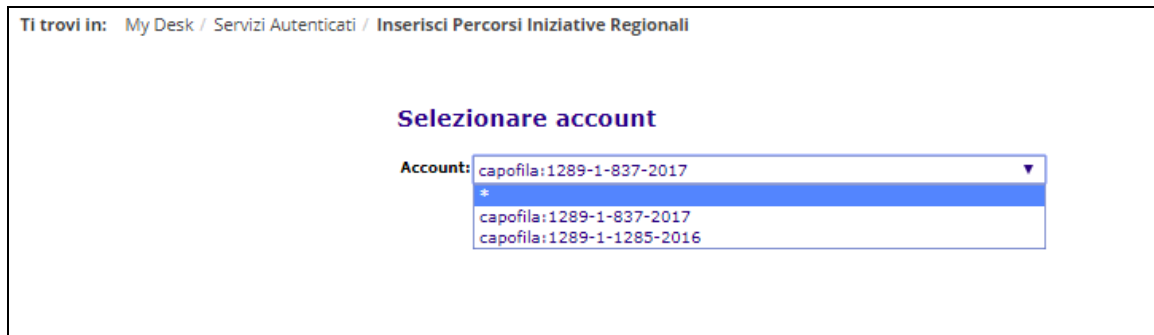 Ti trovi in: My Desk / Servizi Autenticati / Inserisci Percorsi Iniziative Regionali
Selezionare account
Account: capofila:1289-1-837-2017
*
capofila:1289-1-837-2017
capofila:1289-1-1285-2016